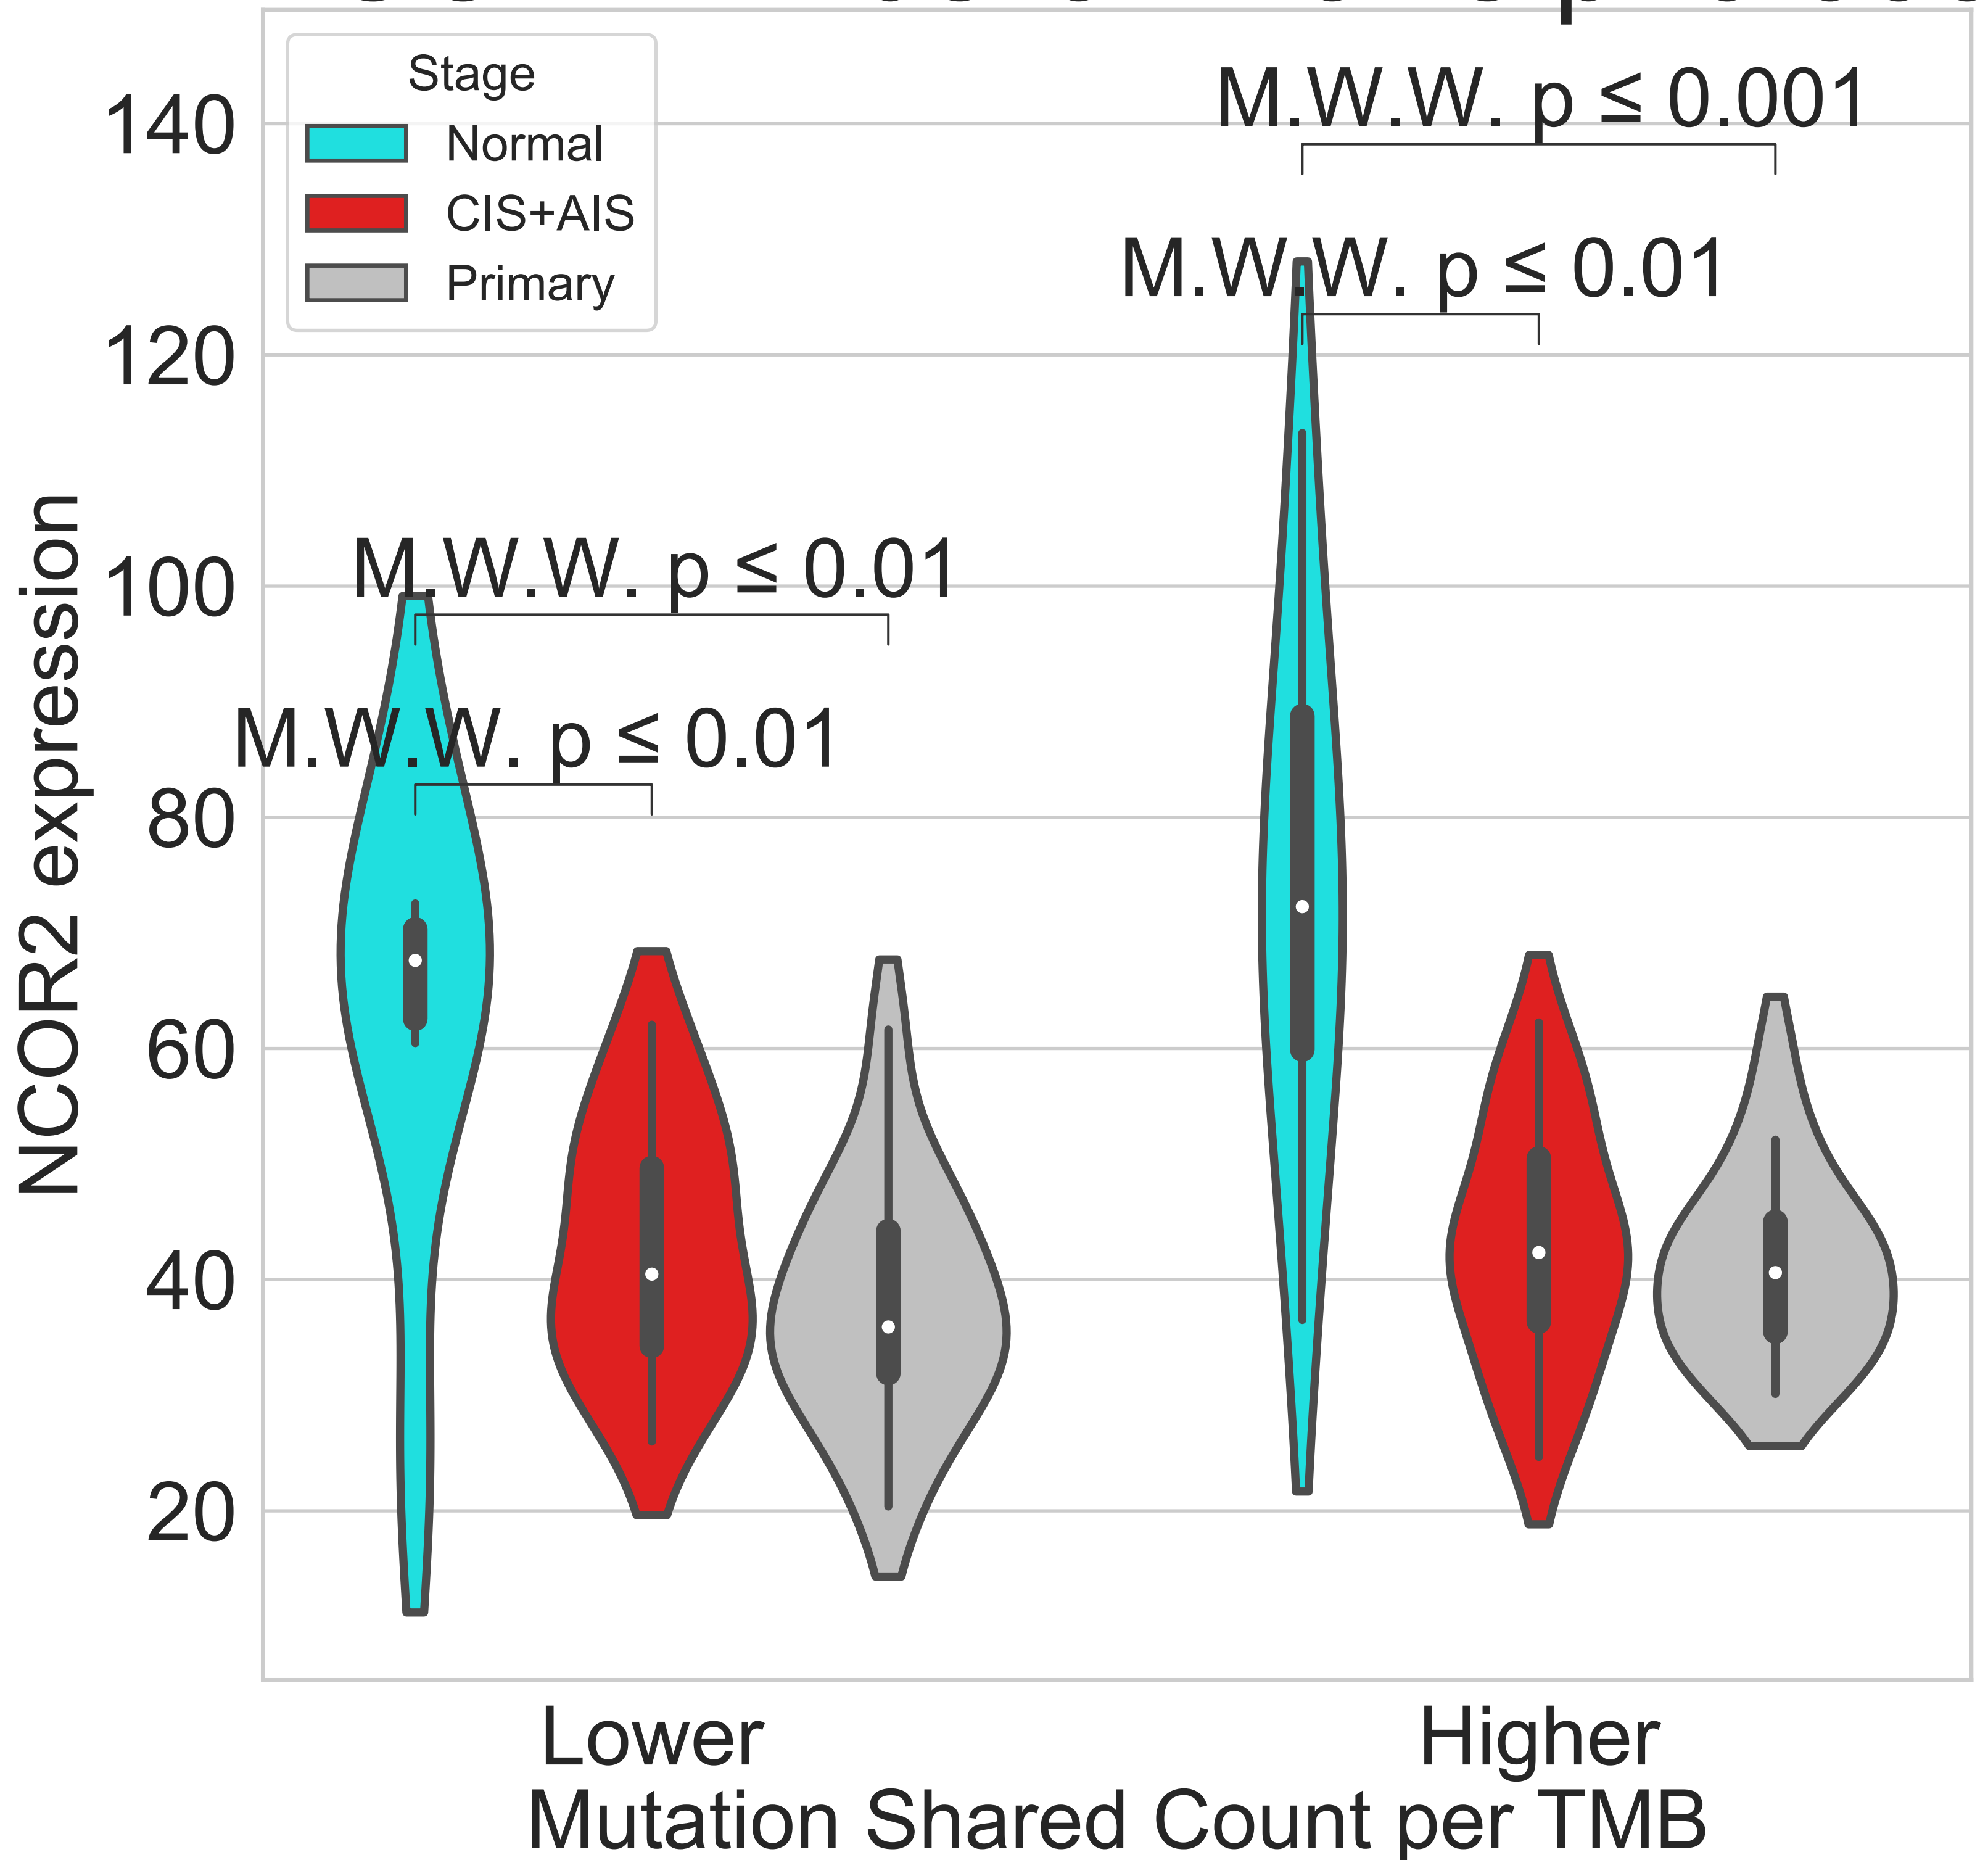 Stage
Normal
CIS+AIS
Primary
M.W.W. p ≤ 0.001
M.W.W. p ≤ 0.01
M.W.W. p ≤ 0.01
M.W.W. p ≤ 0.01
140
120
100
80
60
40
20
NCOR2 expression
Lower
Higher
Mutation Shared Count per TMB